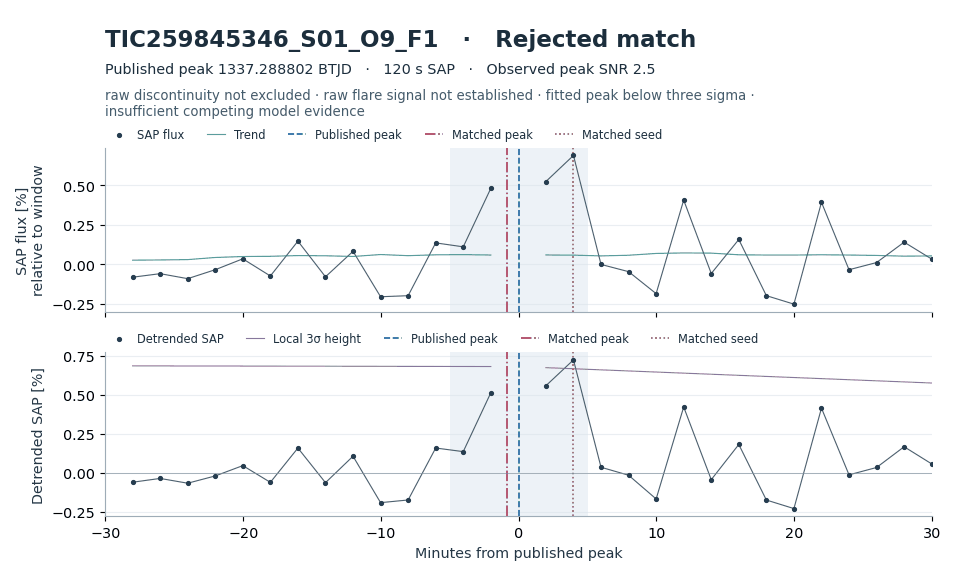 TIC259845346_S01_O9_F1 · Rejected match
Published peak 1337.288802 BTJD · 120 s SAP · Observed peak SNR 2.5
raw discontinuity not excluded · raw flare signal not established · fitted peak below three sigma ·
insufficient competing model evidence
SAP flux Trend Published peak Matched peak Matched seed
SAP flux [%]
relative to window
0.50
0.25
0.00
−0.25
Detrended SAP Local 3σ height Published peak Matched peak Matched seed
Detrended SAP [%]
0.75
0.50
0.25
0.00
−0.25
−30 −20 −10 0 10 20 30
Minutes from published peak